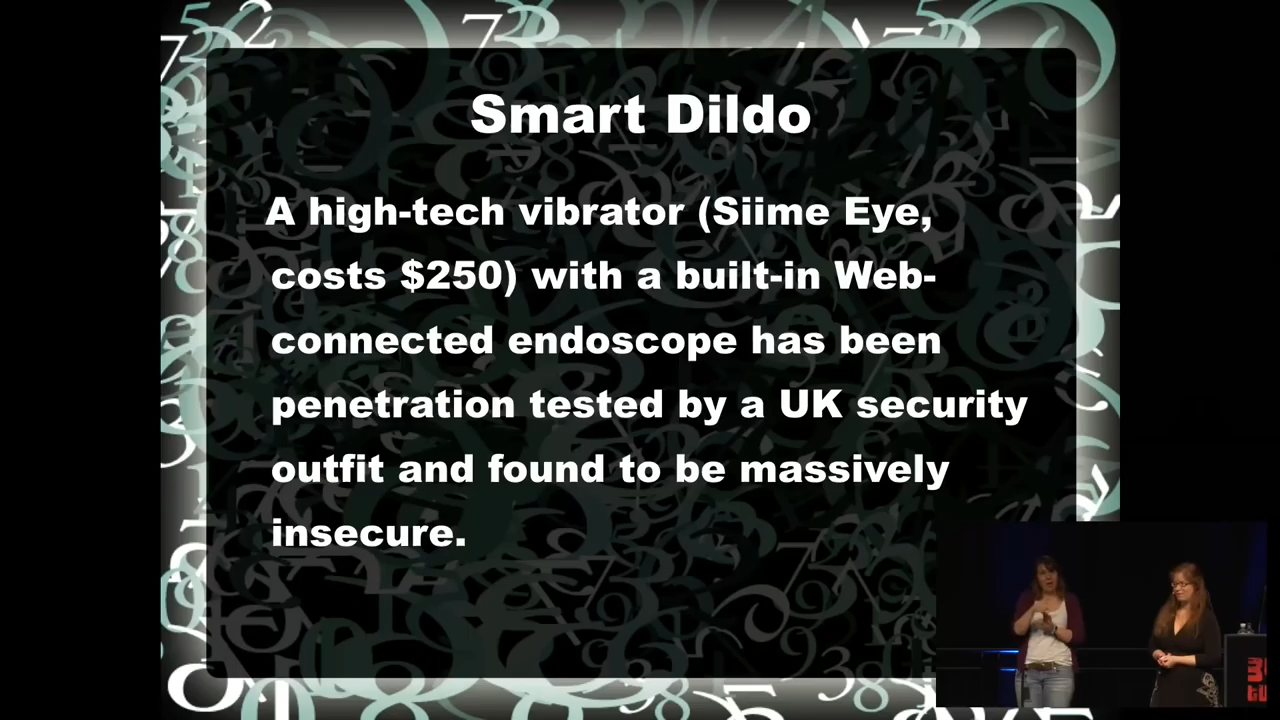 Smart Dildo
A high-tech vibrator (Siime Eye,
costs $250) with a built-in Web-
connected endoscope has been
penetration tested by a UK security
outfit and found to be massively
insecure.